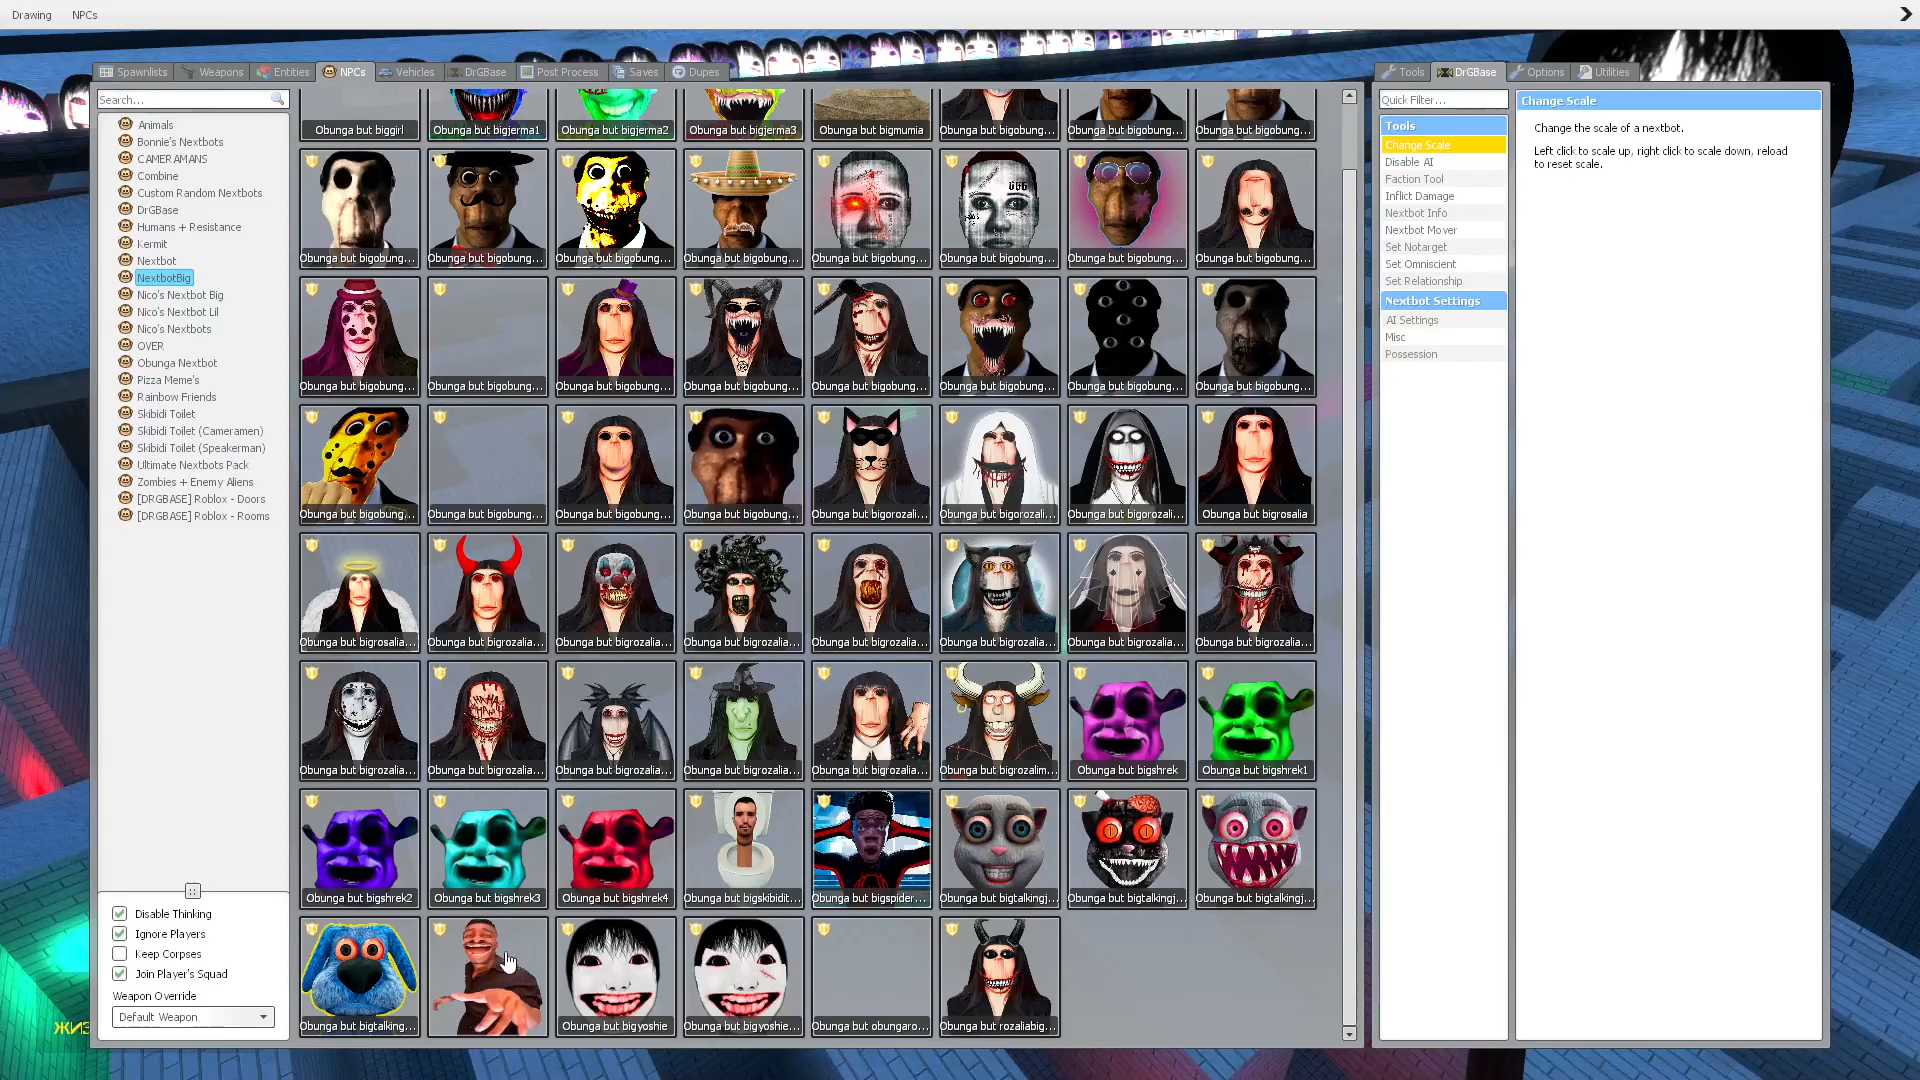 Drawing NPCs
Spawnlists Weapons Entities NPCs Vehicles DrGBase Post Process Saves Dupes
Tools DrGBase Options Utilities
Search...
Animals
Bonnie's Nextbots
CAMER AMANS
Combine
Custom Random Nextbots
DrGBase
Humans + Resistance
Kermit
Nextbot
NextbotBig
Nico's Nextbot Big
Nico's Nextbot Lil
Nico's Nextbots
OVER
Obunga Nextbot
Pizza Meme's
Rainbow Friends
Skibidi Toilet
Skibidi Toilet (Cameramen)
Skibidi Toilet (Speakerman)
Ultimate Nextbots Pack
Zombies + Enemy Aliens
[DRGBASE] Roblox - Doors
[DRGBASE] Roblox - Rooms
Disable Thinking
Ignore Players
Keep Corpses
Join Player's Squad
Weapon Override
Default Weapon
ЖИЗ
Obunga but biggirl Obunga but bigjerma1 Obunga but bigjerma2 Obunga but bigjerma3 Obunga but bigmumia Obunga but bigobung... Obunga but bigobung... Obunga but bigobung...
Obunga but bigobung... Obunga but bigobung... Obunga but bigobung... Obunga but bigobung... Obunga but bigobung... Obunga but bigobung... Obunga but bigobung... Obunga but bigobung...
Obunga but bigobung... Obunga but bigobung... Obunga but bigobung... Obunga but bigobung... Obunga but bigobung... Obunga but bigobung... Obunga but bigobung... Obunga but bigobung...
Obunga but bigobung... Obunga but bigobung... Obunga but bigobung... Obunga but bigobung... Obunga but bigorozali... Obunga but bigorozali... Obunga but bigorozali... Obunga but bigrosalia
Obunga but bigrosalia... Obunga but bigrozalia... Obunga but bigrozalia... Obunga but bigrozalia... Obunga but bigrozalia... Obunga but bigrozalia... Obunga but bigrozalia... Obunga but bigrozalia...
Obunga but bigrozalia... Obunga but bigrozalia... Obunga but bigrozalia... Obunga but bigrozalia... Obunga but bigrozalia... Obunga but bigrozalim... Obunga but bigshrek Obunga but bigshrek1
Obunga but bigshrek2 Obunga but bigshrek3 Obunga but bigshrek4 Obunga but bigskibidit... Obunga but bigspider... Obunga but bigtalkingj... Obunga but bigtalkingj... Obunga but bigtalkingj...
Obunga but bigtalking... Obunga but bigyoshie Obunga but bigyoshie... Obunga but obungaro... Obunga but rozaliabig...
Quick Filter...
Tools
Change Scale
Disable AI
Faction Tool
Inflict Damage
Nextbot Info
Nextbot Mover
Set Notarget
Set Omniscient
Set Relationship
Nextbot Settings
AI Settings
Misc
Possession
Change Scale
Change the scale of a nextbot.
Left click to scale up, right click to scale down, reload
to reset scale.